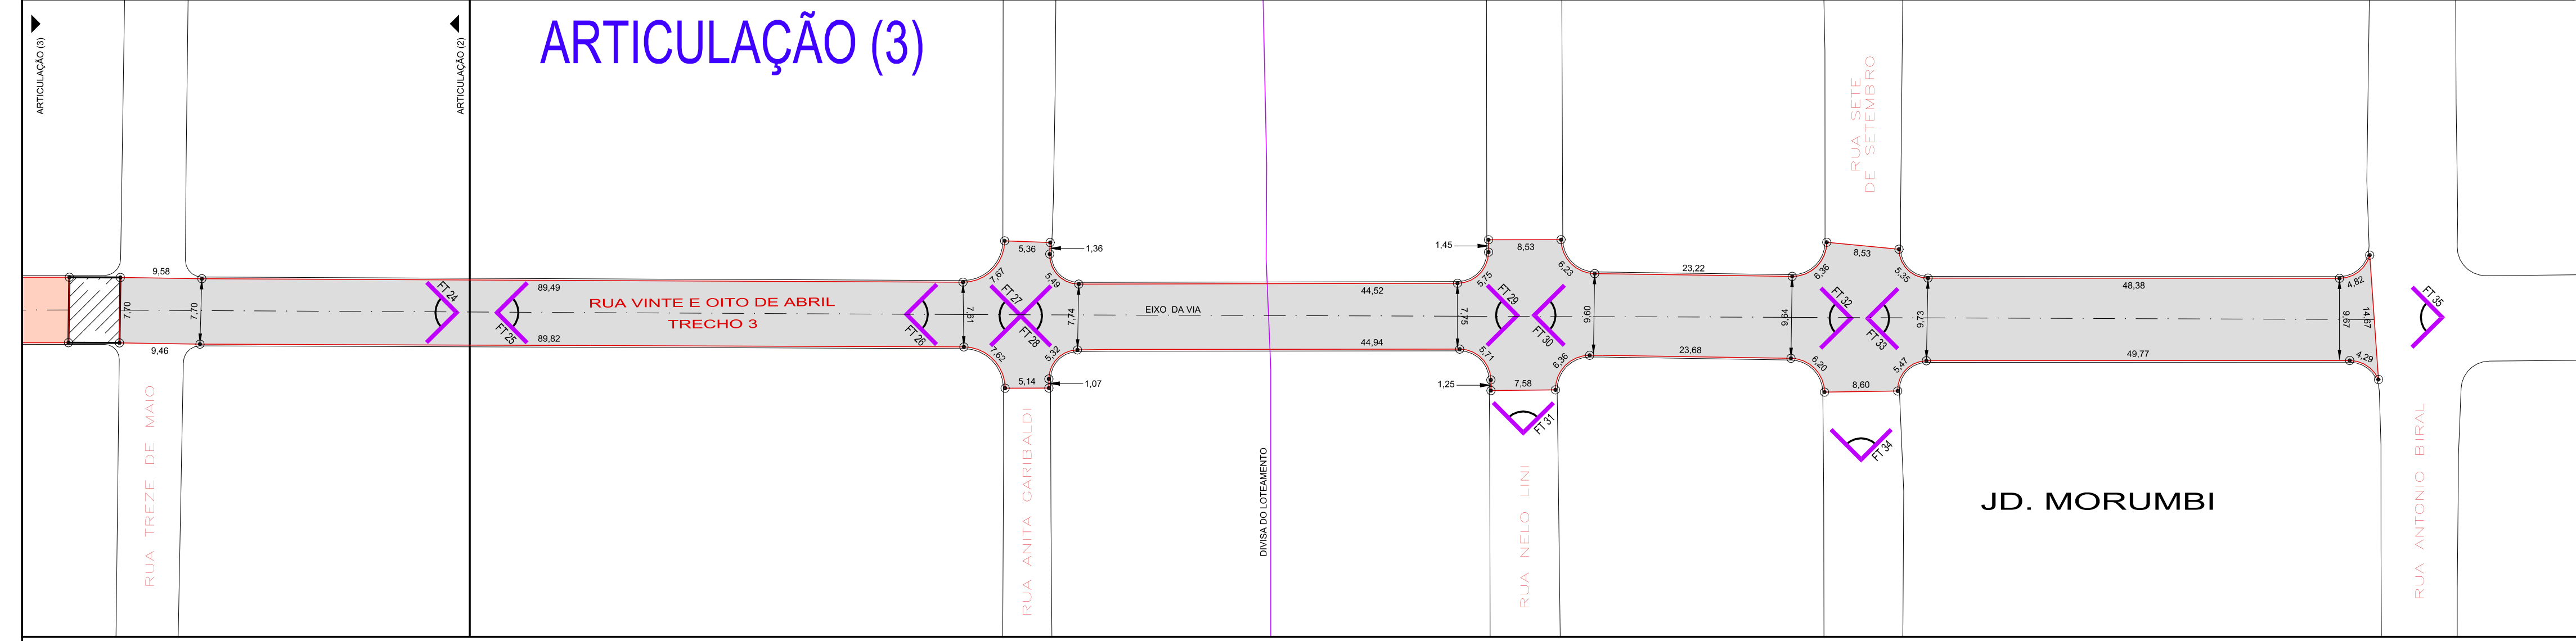 ARTICULAÇÃO (3)
ARTICULAÇÃO (3)
ARTICULAÇÃO (2)
RUA SETE
DE SETEMBRO
5,36
1,36
1,45
8,53
8,53
9,58
7,67
5,49
5,75
6,23
23,22
6,36
5,35
48,38
4,82
89,49
44,52
FT 24
FT 25
FT 26
FT 27
FT 28
FT 29
FT 30
FT 32
FT 33
FT 35
7,70
7,70
RUA VINTE E OITO DE ABRIL
TRECHO 3
7,61
7,74
EIXO DA VIA
7,75
9,60
9,64
9,73
9,67
14,67
9,46
89,82
7,62
5,32
44,94
5,71
6,36
23,68
6,20
5,47
49,77
4,29
5,14
1,07
1,25
7,58
8,60
FT 31
FT 34
RUA TREZE DE MAIO
RUA ANITA GARIBALDI
DIVISA DO LOTEAMENTO
RUA NELO LINI
JD. MORUMBI
RUA ANTONIO BIRAL